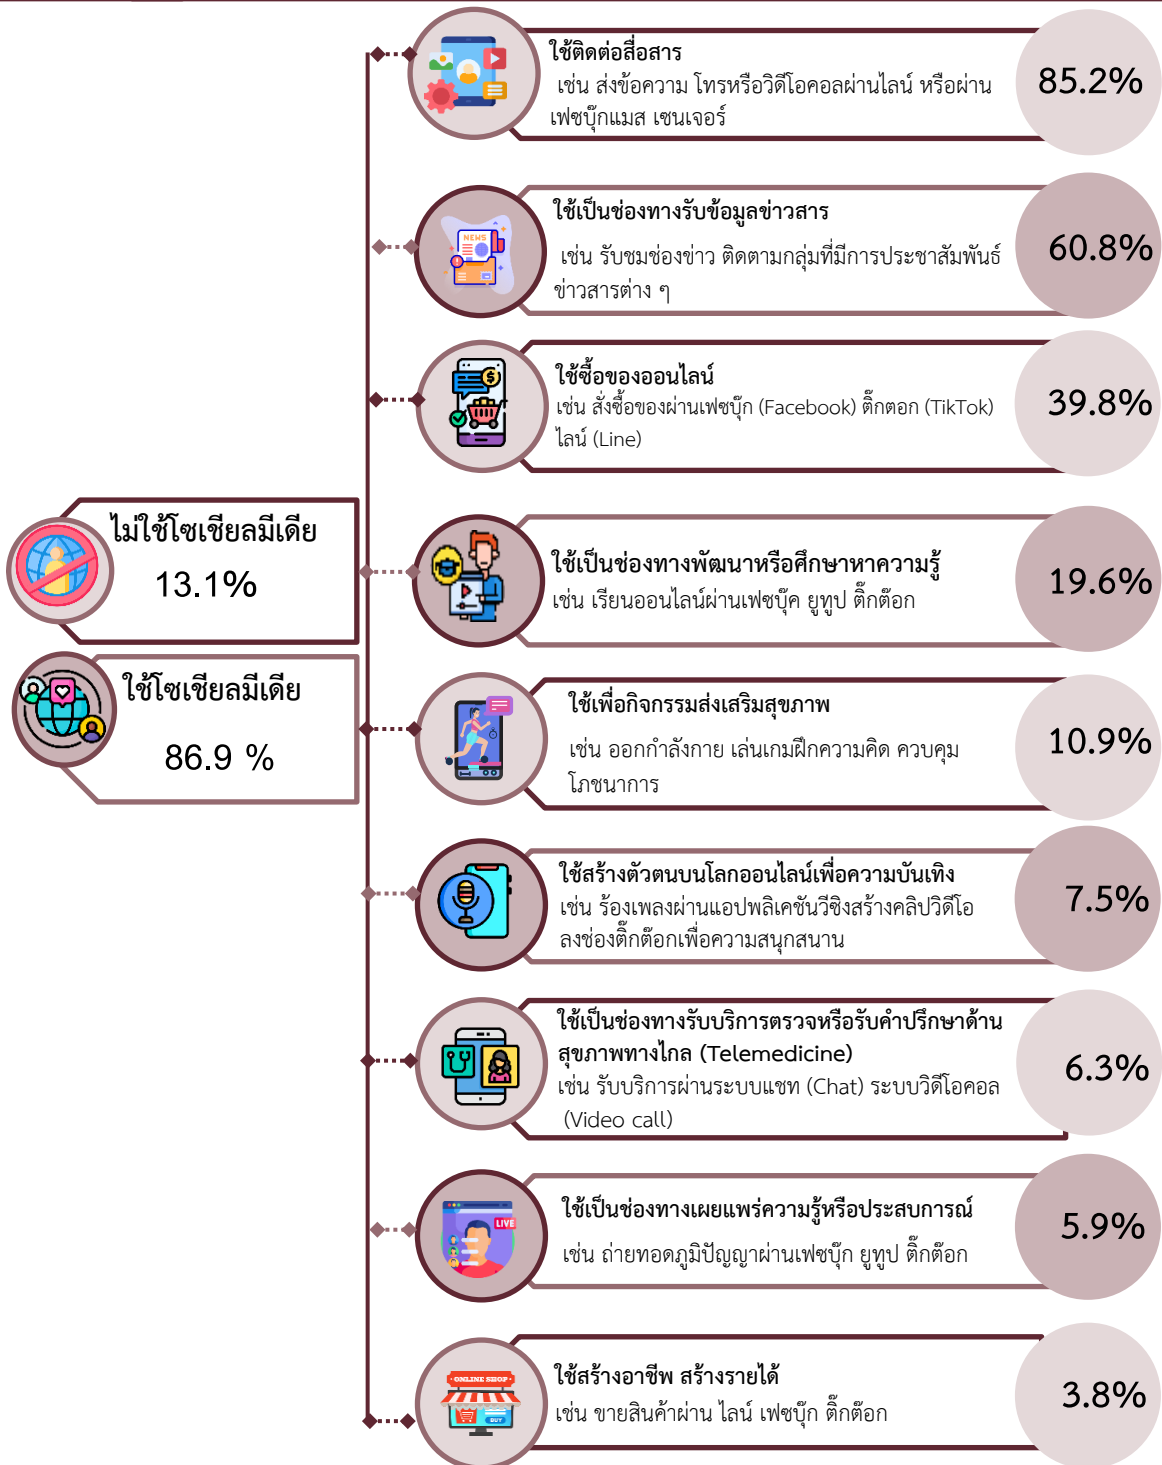 ใช้ติดต่อสื่อสาร
เช่น ส่งข้อความ โทรหรือวิดีโอคอลผ่านไลน์ หรือผ่าน
เฟซบุ๊กแมส เซนเจอร์
85.2%
ใช้เป็นช่องทางรับข้อมูลข่าวสาร
เช่น รับชมช่องข่าว ติดตามกลุ่มที่มีการประชาสัมพันธ์
ข่าวสารต่าง ๆ
60.8%
NEWS
ใช้ซื้อของออนไลน์
เช่น สั่งซื้อของผ่านเฟซบุ๊ก (Facebook) ติ๊กตอก (TikTok)
ไลน์ (Line)
39.8%
ไม่ใช้โซเชียลมีเดีย
13.1%
ใช้โซเชียลมีเดีย
86.9 %
ใช้เป็นช่องทางพัฒนาหรือศึกษาหาความรู้
เช่น เรียนออนไลน์ผ่านเฟซบุ๊ค ยูทูป ติ๊กต๊อก
19.6%
ใช้เพื่อกิจกรรมส่งเสริมสุขภาพ
เช่น ออกกำลังกาย เล่นเกมฝึกความคิด ควบคุม
โภชนาการ
10.9%
ใช้สร้างตัวตนบนโลกออนไลน์เพื่อความบันเทิง
เช่น ร้องเพลงผ่านแอปพลิเคชันวีซิงสร้างคลิปวิดีโอ
ลงช่องติ๊กต๊อกเพื่อความสนุกสนาน
7.5%
ใช้เป็นช่องทางรับบริการตรวจหรือรับคำปรึกษาด้าน
สุขภาพทางไกล (Telemedicine)
เช่น รับบริการผ่านระบบแชท (Chat) ระบบวิดีโอคอล
(Video call)
6.3%
LIVE
ใช้เป็นช่องทางเผยแพร่ความรู้หรือประสบการณ์
เช่น ถ่ายทอดภูมิปัญญาผ่านเฟซบุ๊ก ยูทูป ติ๊กต๊อก
5.9%
ONLINE SHOP
BUY
ใช้สร้างอาชีพ สร้างรายได้
เช่น ขายสินค้าผ่าน ไลน์ เฟซบุ๊ก ติ๊กต๊อก
3.8%